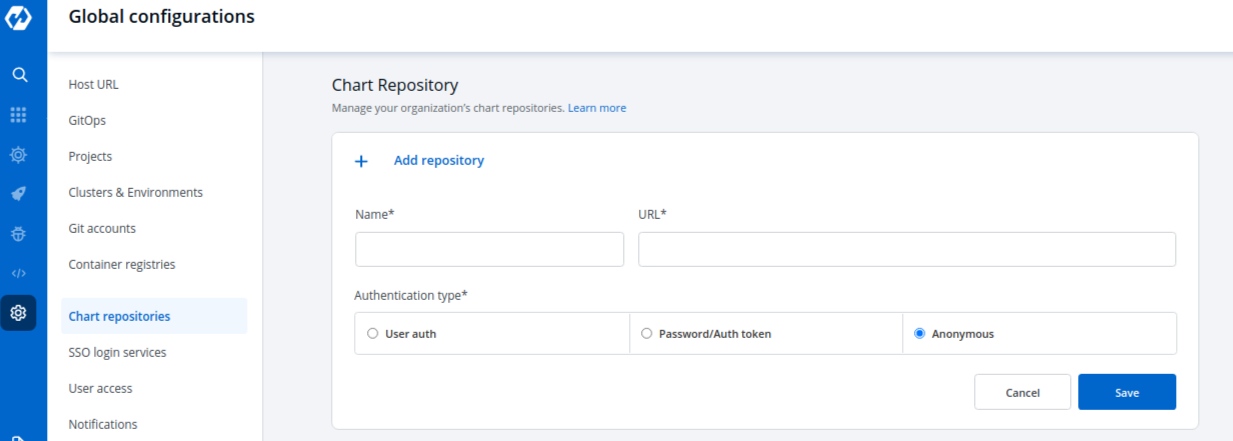 Global configurations
Host URL
GitOps
Projects
Clusters & Environments
Git accounts
Container registries
Chart repositories
SSO login services
User access
Notifications
Chart Repository
Manage your organization's chart repositories. Learn more
+ Add repository
Name*
URL*
Authentication type*
User auth
Password/Auth token
Anonymous
Cancel
Save